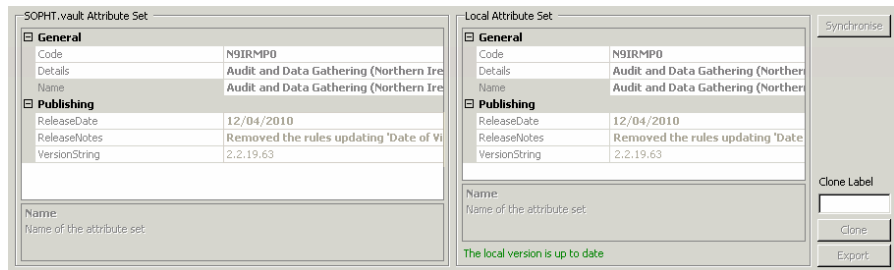 SOPHT.vault Attribute Set
General
Code N9IRMP0
Details Audit and Data Gathering (Northern Ire
Name Audit and Data Gathering (Northern Ire
Publishing
ReleaseDate 12/04/2010
ReleaseNotes Removed the rules updating 'Date of Vi
VersionString 2.2.19.63
Name
Name of the attribute set
Local Attribute Set
General
Code N9IRMP0
Details Audit and Data Gathering (Norther
Name Audit and Data Gathering (Norther
Publishing
ReleaseDate 12/04/2010
ReleaseNotes Removed the rules updating 'Date
VersionString 2.2.19.63
Name
Name of the attribute set
The local version is up to date
Synchronise
Clone Label
Clone
Export